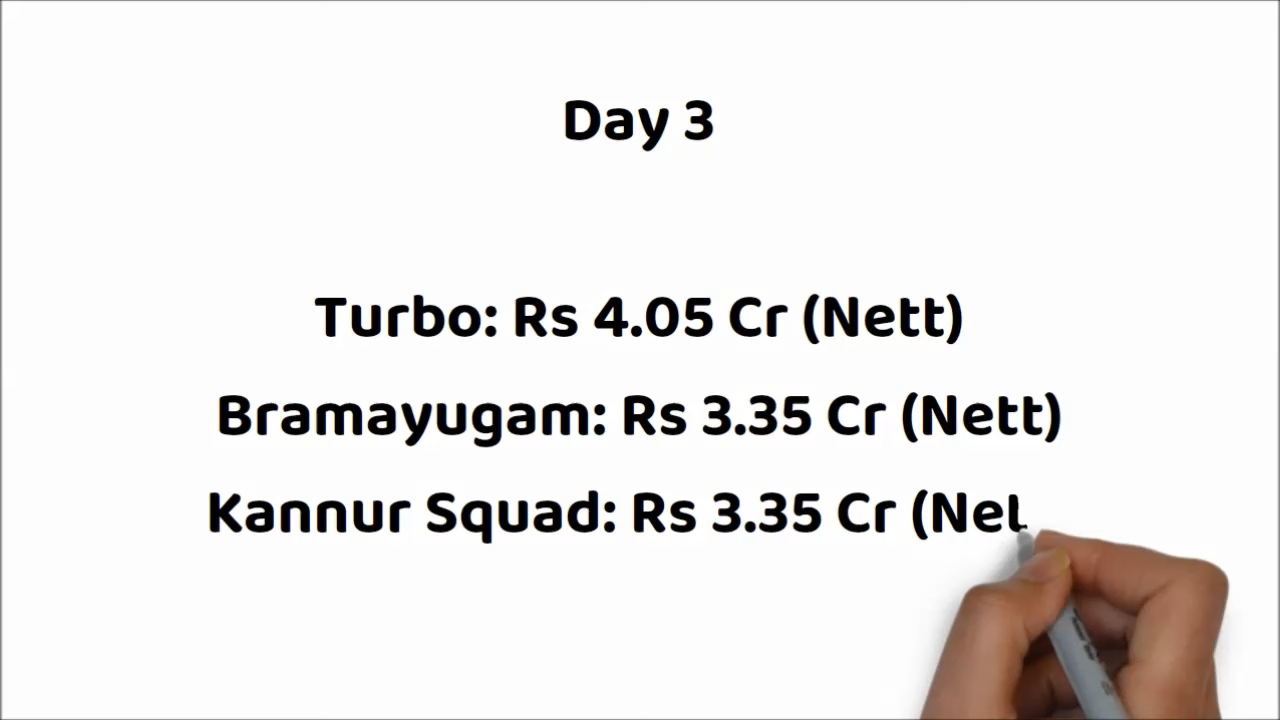 Day 3
Turbo: Rs 4.05 Cr (Nett)
Bramayugam: Rs 3.35 Cr (Nett)
Kannur Squad: Rs 3.35 Cr (Net